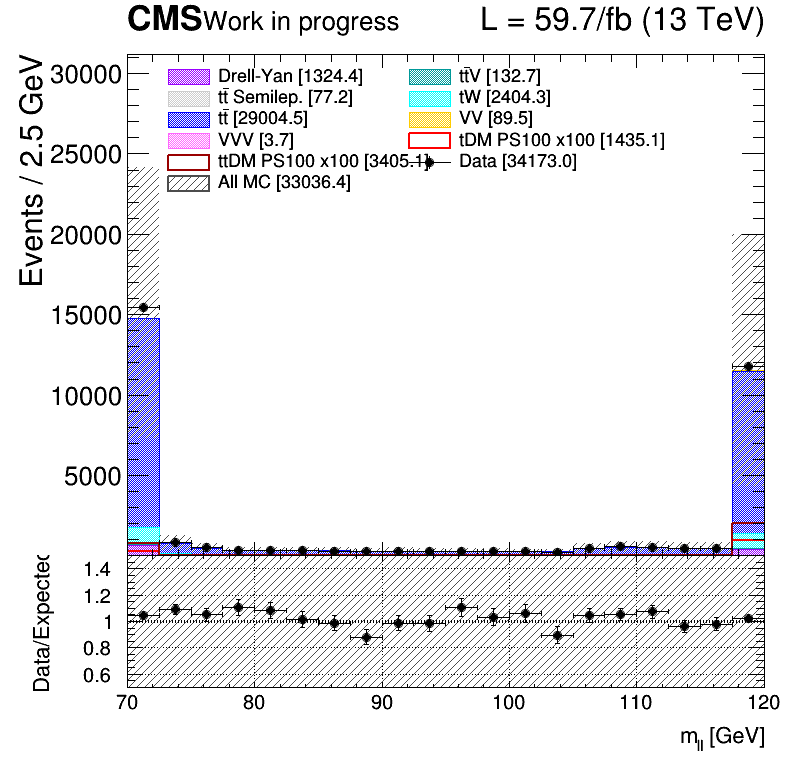 CMS Work in progress L = 59.7/fb (13 TeV)
Events / 2.5 GeV
30000
25000
20000
15000
10000
5000
Drell-Yan [1324.4] tt̄V [132.7]
tt̄ Semilep. [77.2] tW [2404.3]
tt̄ [29004.5] VV [89.5]
VVV [3.7] tDM PS100 x100 [1435.1]
ttDM PS100 x100 [3405.1] Data [34173.0]
All MC [33036.4]
Data/Expected
1.4
1.2
1
0.8
0.6
70 80 90 100 110 120
m_ll [GeV]